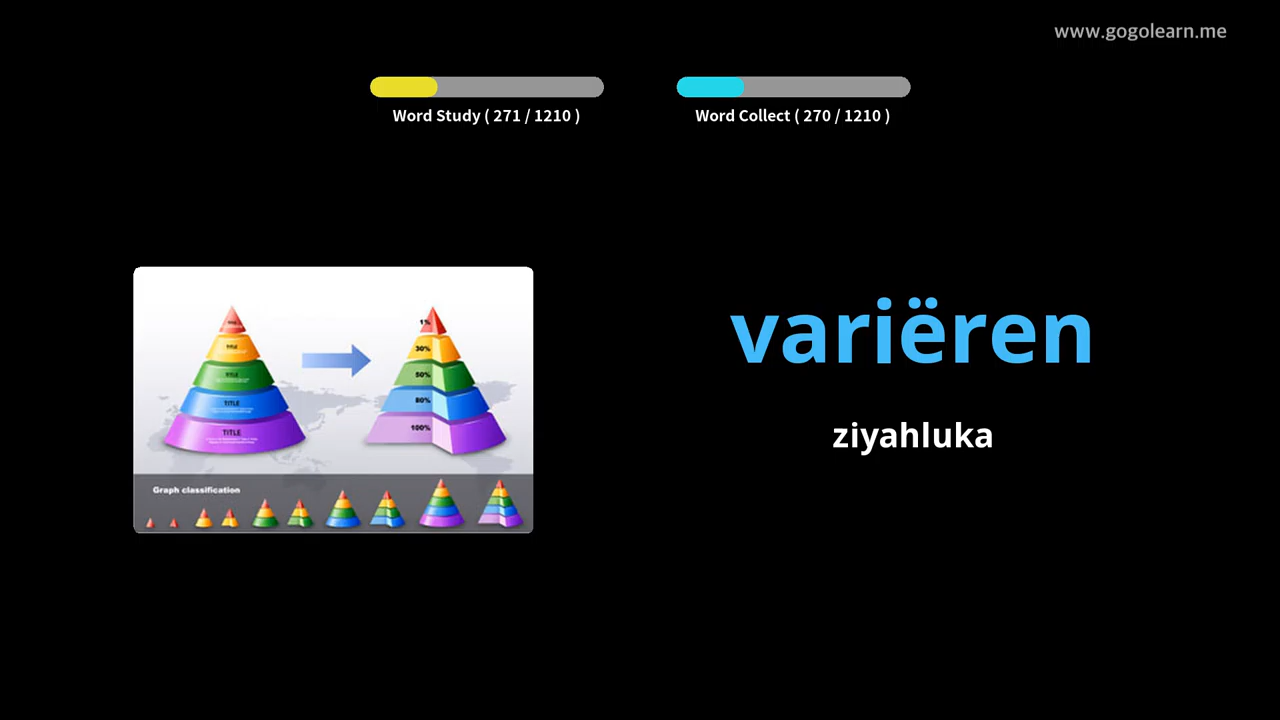 www.gogolearn.me
Word Study ( 271 / 1210 )
Word Collect ( 270 / 1210 )
variëren
ziyahluka
TITLE
TITLE
TITLE
TITLE
1%
30%
50%
80%
100%
Graph classification